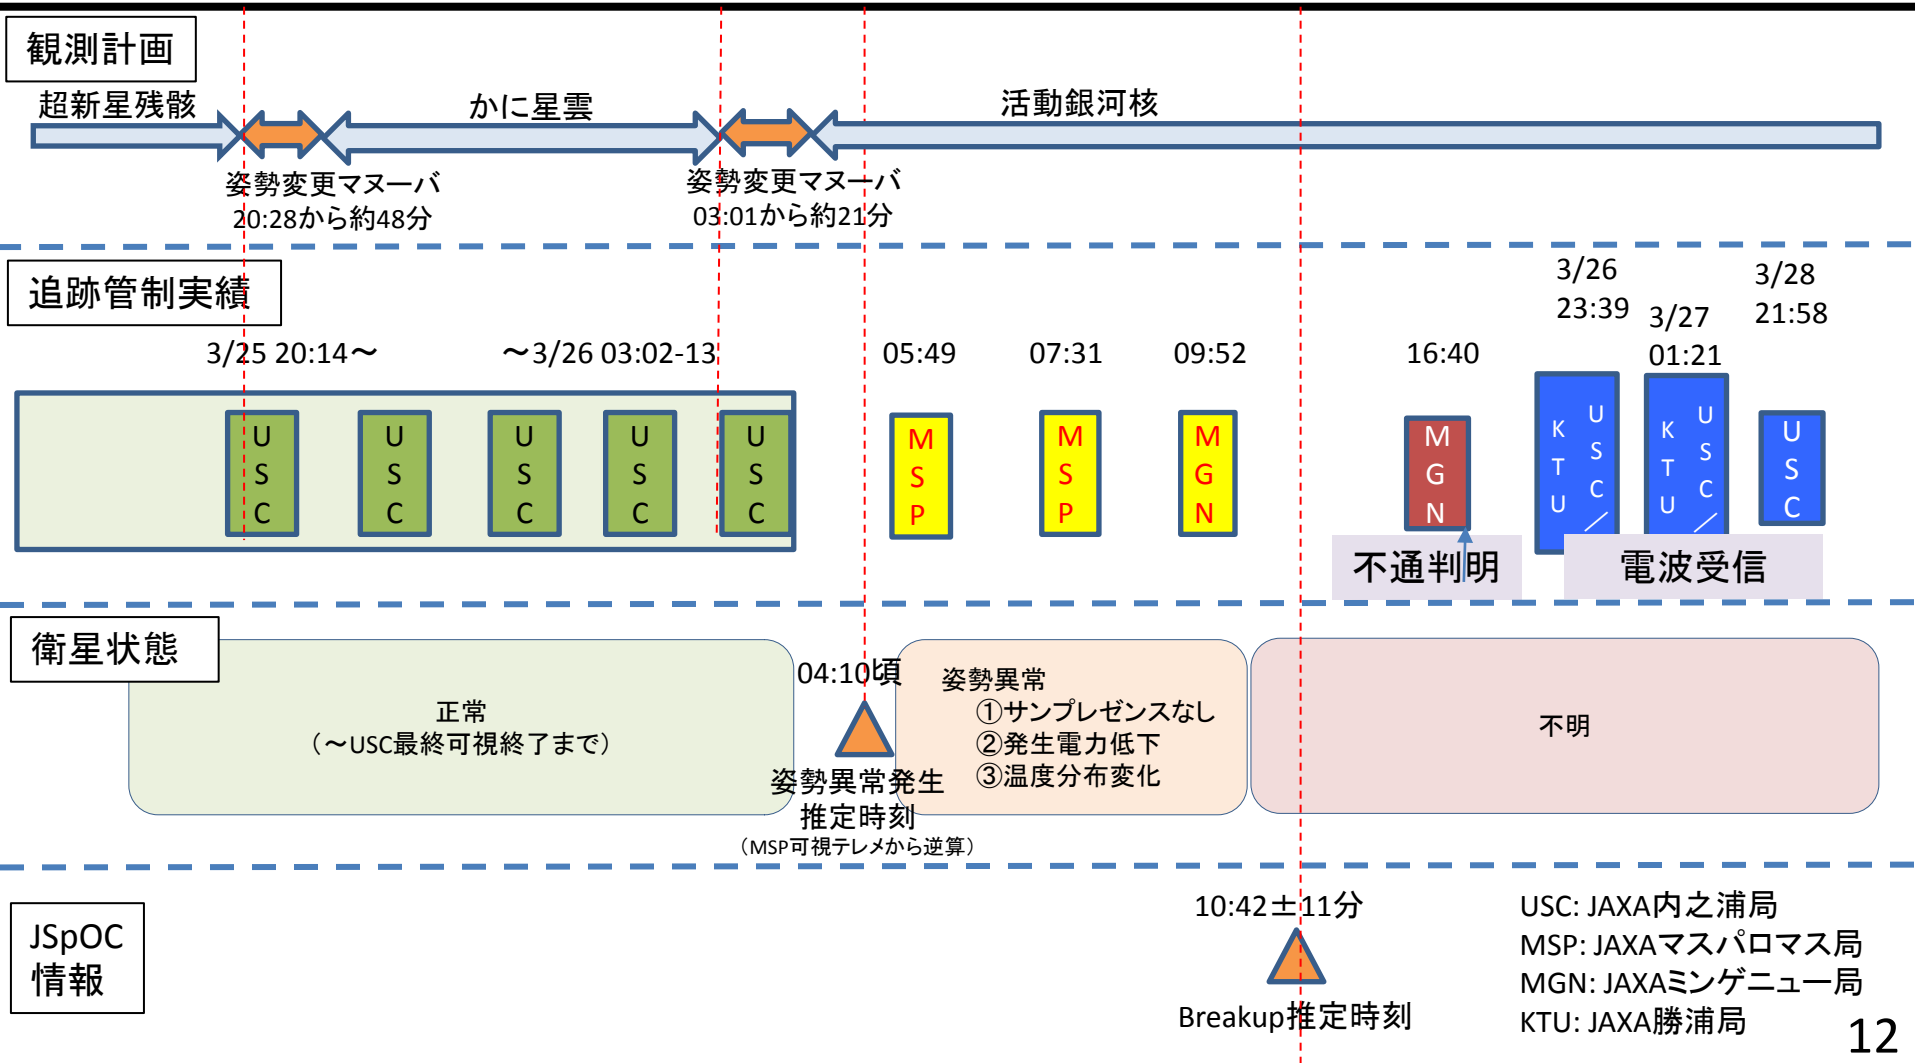 観測計画
超新星残骸
かに星雲
活動銀河核
姿勢変更マヌーバ
20:28から約48分
姿勢変更マヌーバ
03:01から約21分
追跡管制実績
3/25 20:14～
～3/26 03:02-13
05:49
07:31
09:52
16:40
3/26
23:39
3/27
01:21
3/28
21:58
USC
USC
USC
USC
USC
MSP
MSP
MGN
MGN
USC／
KTU
USC／
KTU
USC
不通判明
電波受信
衛星状態
正常
（～USC最終可視終了まで）
04:10頃
姿勢異常発生
推定時刻
（MSP可視テレメから逆算）
姿勢異常
①サンプレゼンスなし
②発生電力低下
③温度分布変化
不明
JSpOC
情報
10:42±11分
Breakup推定時刻
USC: JAXA内之浦局
MSP: JAXAマスパロマス局
MGN: JAXAミンゲニュー局
KTU: JAXA勝浦局
12